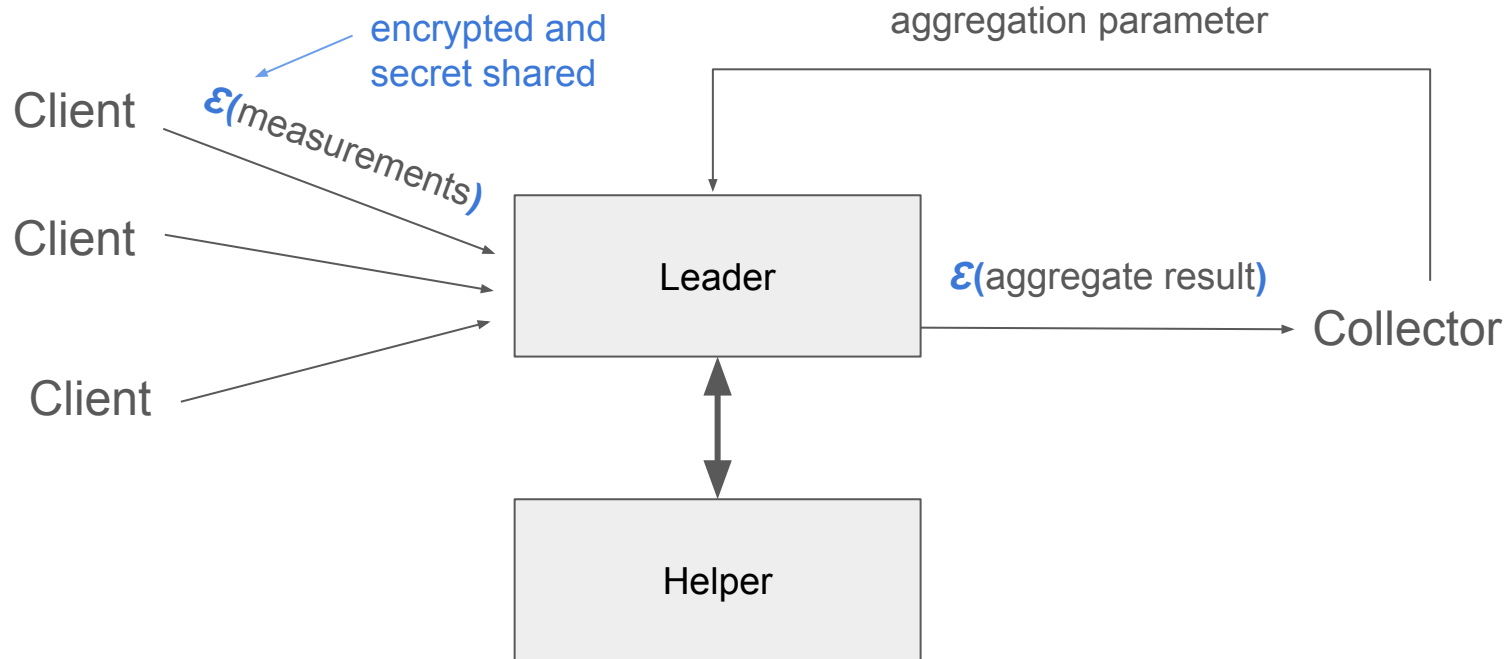 encrypted and
secret shared
aggregation parameter
Client
ℰ(measurements)
Client
Leader
ℰ(aggregate result)
Collector
Client
Helper